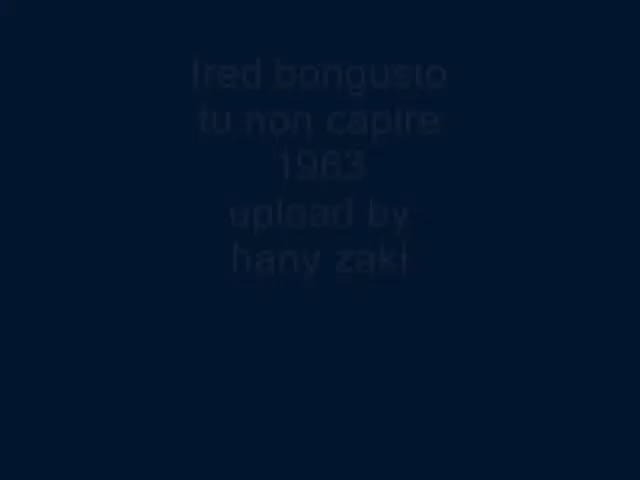 fred bongusto
tu non capire
1963
upload by
hany zaki